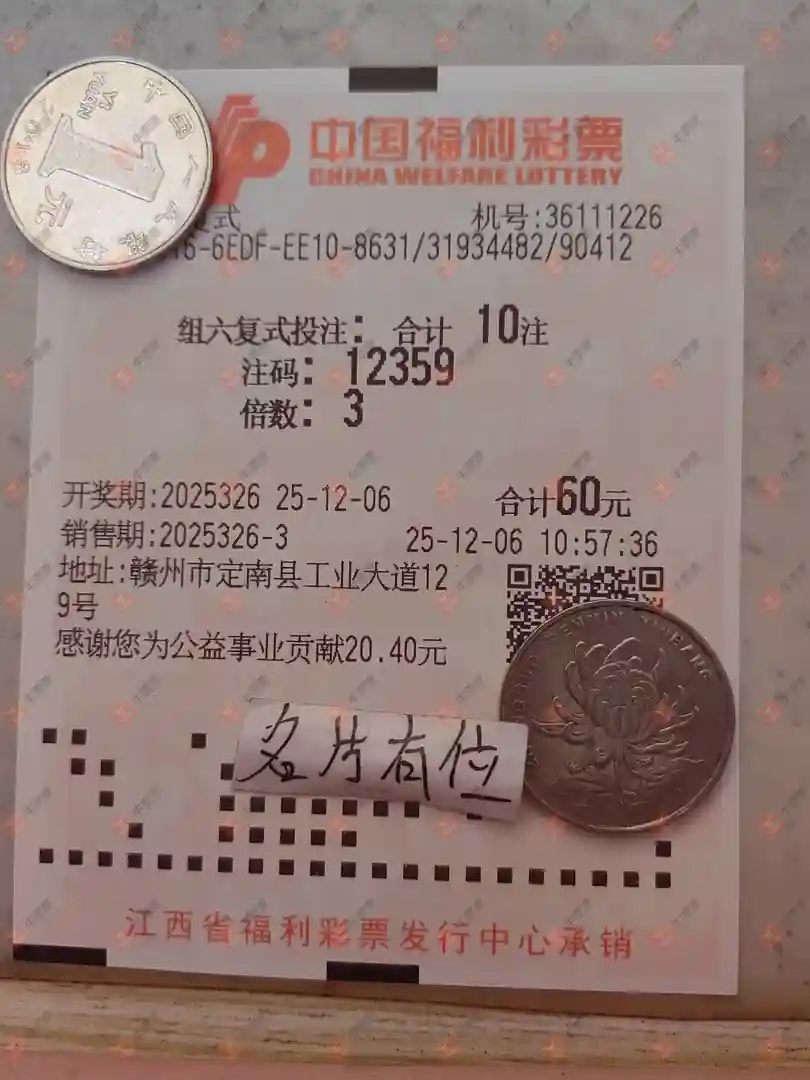 中国福利彩票
CHINA WELFARE LOTTERY
复式 机号:36111226
16-6EDF-EE10-8631/31934482/90412
组六复式投注: 合计 10注
注码: 12359
倍数: 3
开奖期:2025326 25-12-06 合计60元
销售期:2025326-3 25-12-06 10:57:36
地址:赣州市定南县工业大道12
9号
感谢您为公益事业贡献20.40元
名片有位
江西省福利彩票发行中心承销
YI YUAN
1
元